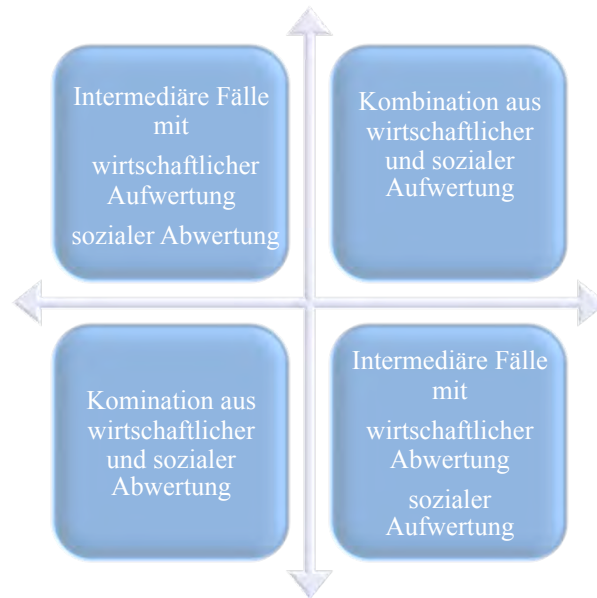 Intermediäre Fälle
mit
wirtschaftlicher
Aufwertung
sozialer Abwertung
Kombination aus
wirtschaftlicher
und sozialer
Aufwertung
Komination aus
wirtschaftlicher
und sozialer
Abwertung
Intermediäre Fälle
mit
wirtschaftlicher
Abwertung
sozialer
Aufwertung